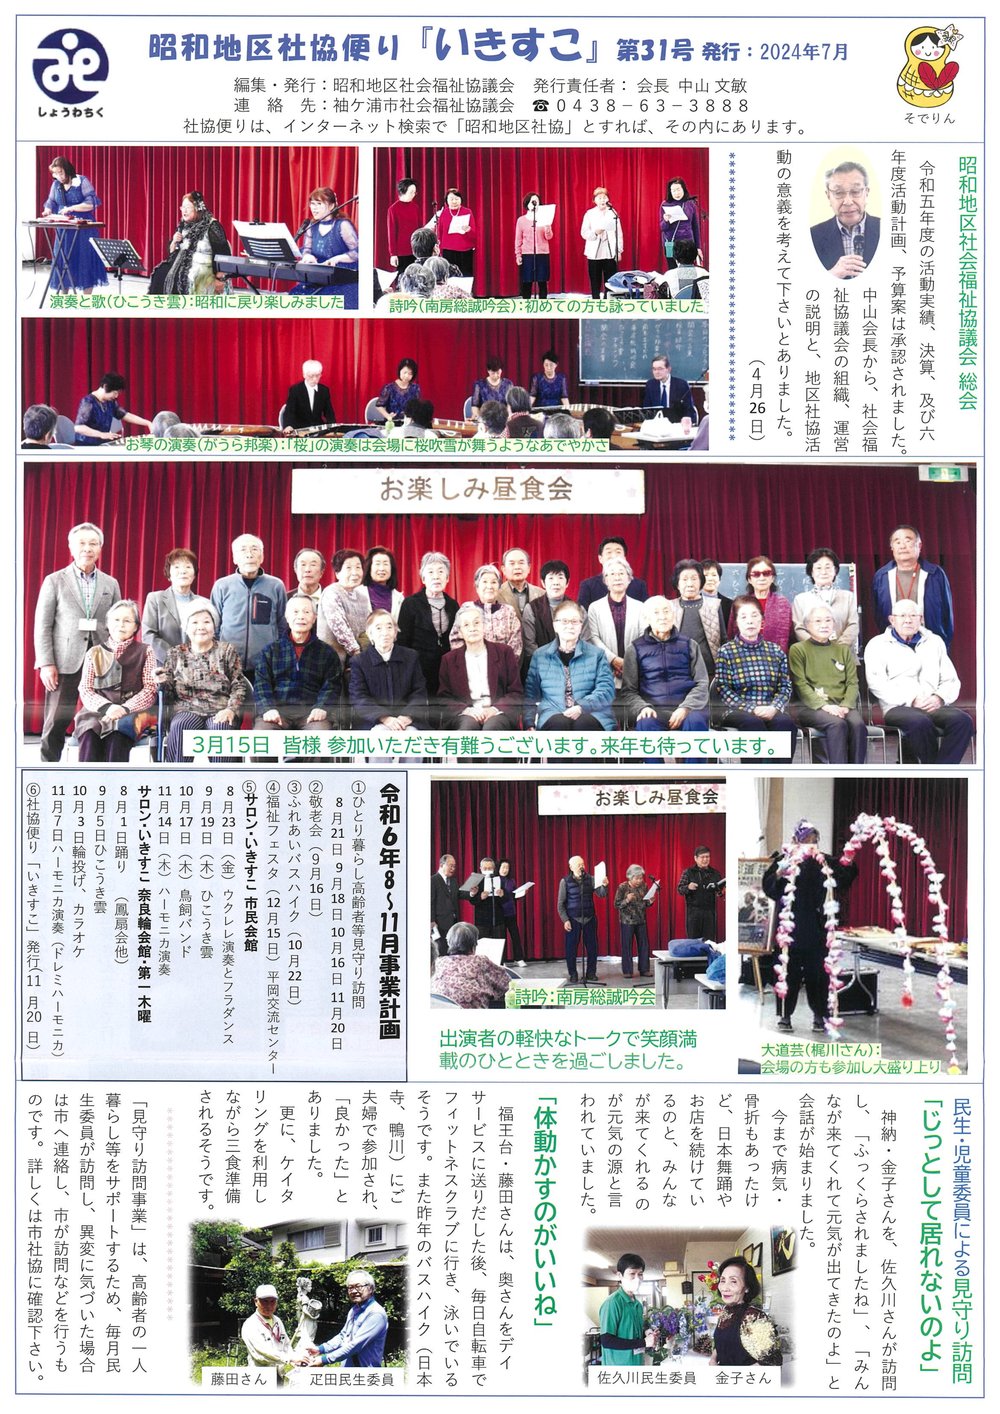 しょうわちく
昭和地区社協便り『いきすこ』第31号 発行：2024年7月
編集・発行：昭和地区社会福祉協議会　発行責任者： 会長 中山 文敏
連　絡　先：袖ケ浦市社会福祉協議会　☎０４３８－６３－３８８８
社協便りは、インターネット検索で「昭和地区社協」とすれば、その内にあります。
そでりん
昭和地区社会福祉協議会 総会
令和五年度の活動実績、決算、及び六
年度活動計画、予算案は承認されました。
中山会長から、社会福
祉協議会の組織、運営
の説明と、地区社協活
動の意義を考えて下さいとありました。
（4月26日）
************************************
演奏と歌(ひこうき雲)：昭和に戻り楽しみました
詩吟(南房総誠吟会)：初めての方も詠っていました
お琴の演奏(がうら邦楽)：「桜」の演奏は会場に桜吹雪が舞うようなあでやかさ
お楽しみ昼食会
3月15日 皆様 参加いただき有難うございます。来年も待っています。
令和6年8～11月事業計画
①ひとり暮らし高齢者等見守り訪問
8月21日 9月18日 10月16日 11月20日
②敬老会（9月16日）
③ふれあいバスハイク（10月22日）
④福祉フェスタ（12月15日）平岡交流センター
⑤サロン・いきすこ 市民会館
8月23日（金）ウクレレ演奏とフラダンス
9月19日（木）ひこうき雲
10月17日（木）鳥飼バンド
11月14日（木）ハーモニカ演奏
サロン・いきすこ 奈良輪会館・第一木曜
8月1日踊り　（鳳扇会他）
9月5日ひこうき雲
10月3日輪投げ、カラオケ
11月7日ハーモニカ演奏（ドレミハーモニカ）
⑥社協便り「いきすこ」発行(11月20日）
お楽しみ昼食会
詩吟：南房総誠吟会
出演者の軽快なトークで笑顔満
載のひとときを過ごしました。
大道芸(梶川さん)：
会場の方も参加し大盛り上り
民生・児童委員による見守り訪問
「じっとして居れないのよ」
神納・金子さんを、佐久川さんが訪問
し、「ふっくらされましたね」、「みん
なが来てくれて元気が出てきたのよ」と
会話が始まりました。
今まで病気・
骨折もあったけ
ど、日本舞踊や
お店を続けてい
るのと、みんな
が来てくれるの
が元気の源と言
われていました。
佐久川民生委員　金子さん
「体動かすのがいいね」
福王台・藤田さんは、奥さんをデイ
サービスに送りだした後、毎日自転車で
フィットネスクラブに行き、泳いでいる
そうです。また昨年のバスハイク（日本
寺、鴨川）にご
夫婦で参加され、
「良かった」と
ありました。
更に、ケイタ
リングを利用し
ながら三食準備
されるそうです。
藤田さん
疋田民生委員
**********************
「見守り訪問事業」は、高齢者の一人
暮らし等をサポートするため、毎月民
生委員が訪問し、異変に気づいた場合
は市へ連絡し、市が訪問などを行うも
のです。詳しくは市社協に確認下さい。